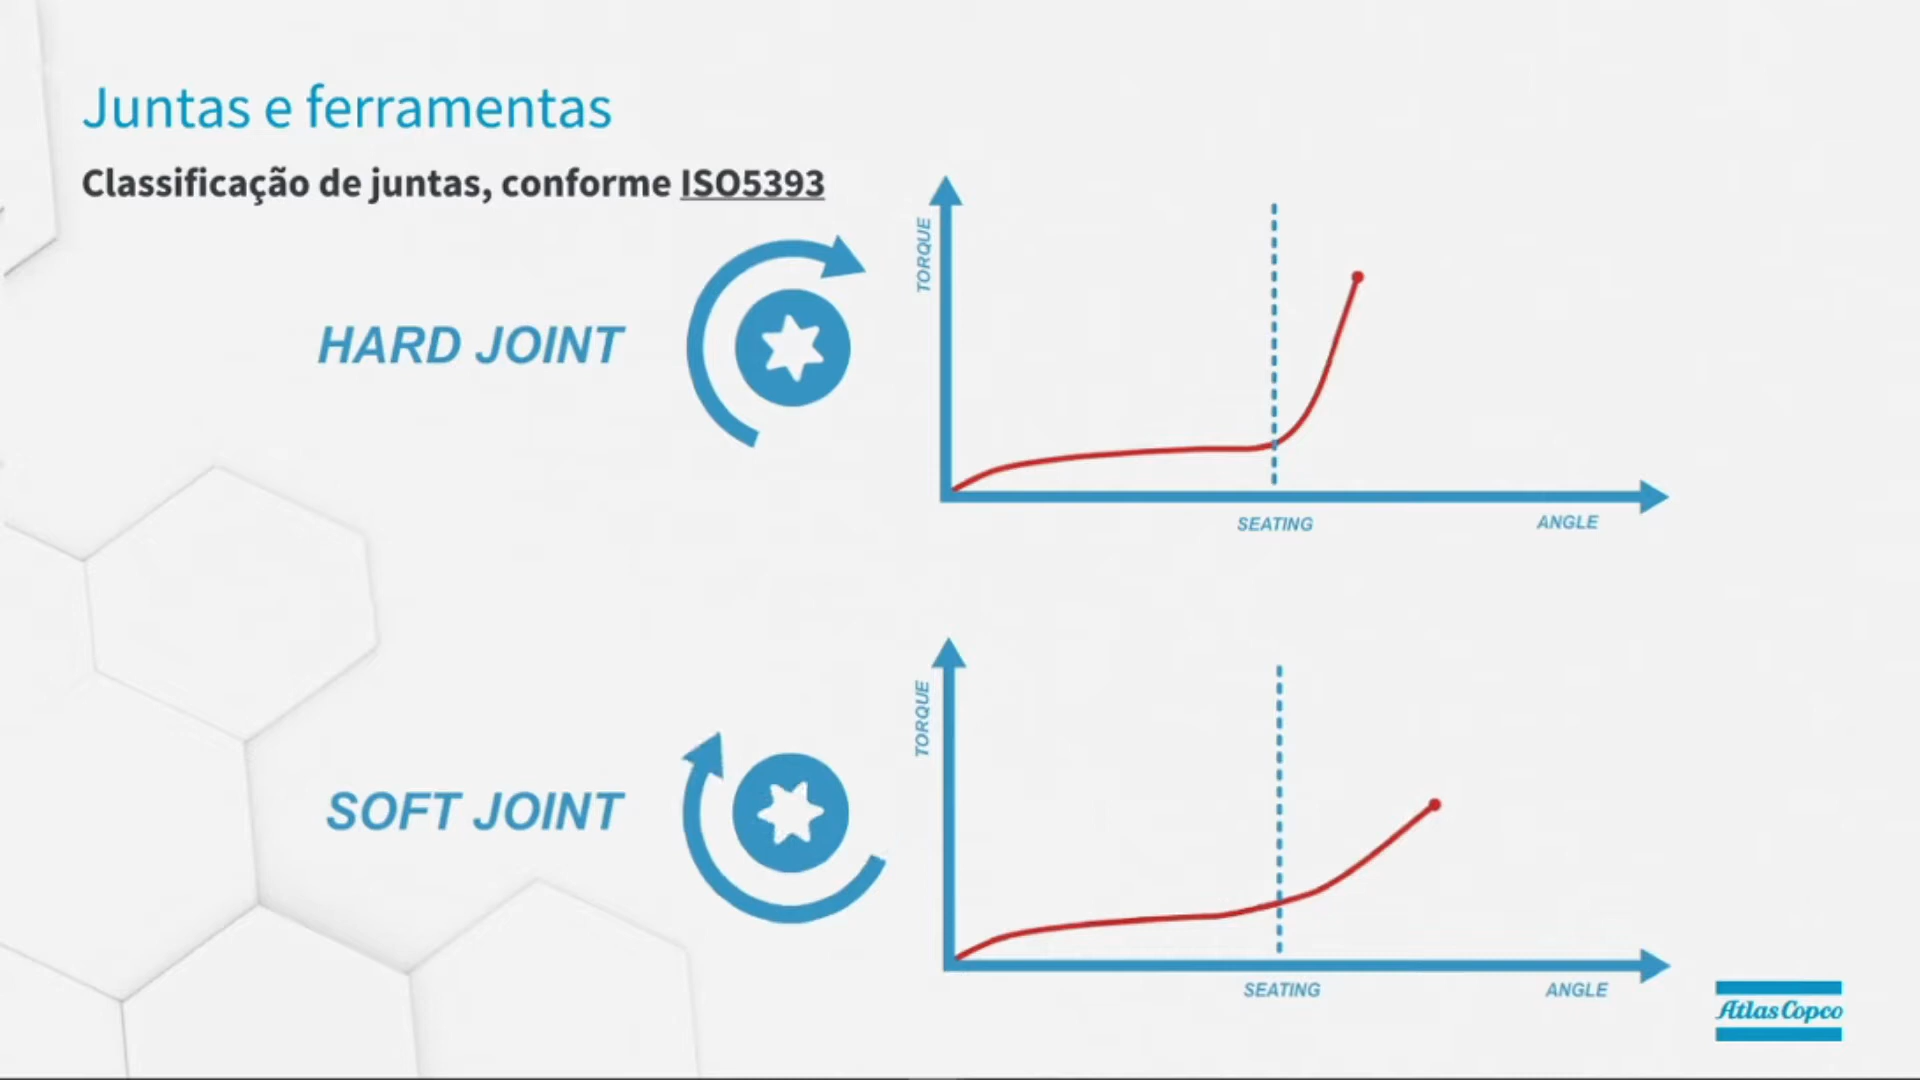 Juntas e ferramentas
Classificação de juntas, conforme ISO5393
HARD JOINT
TORQUE
SEATING
ANGLE
SOFT JOINT
TORQUE
SEATING
ANGLE
Atlas Copco